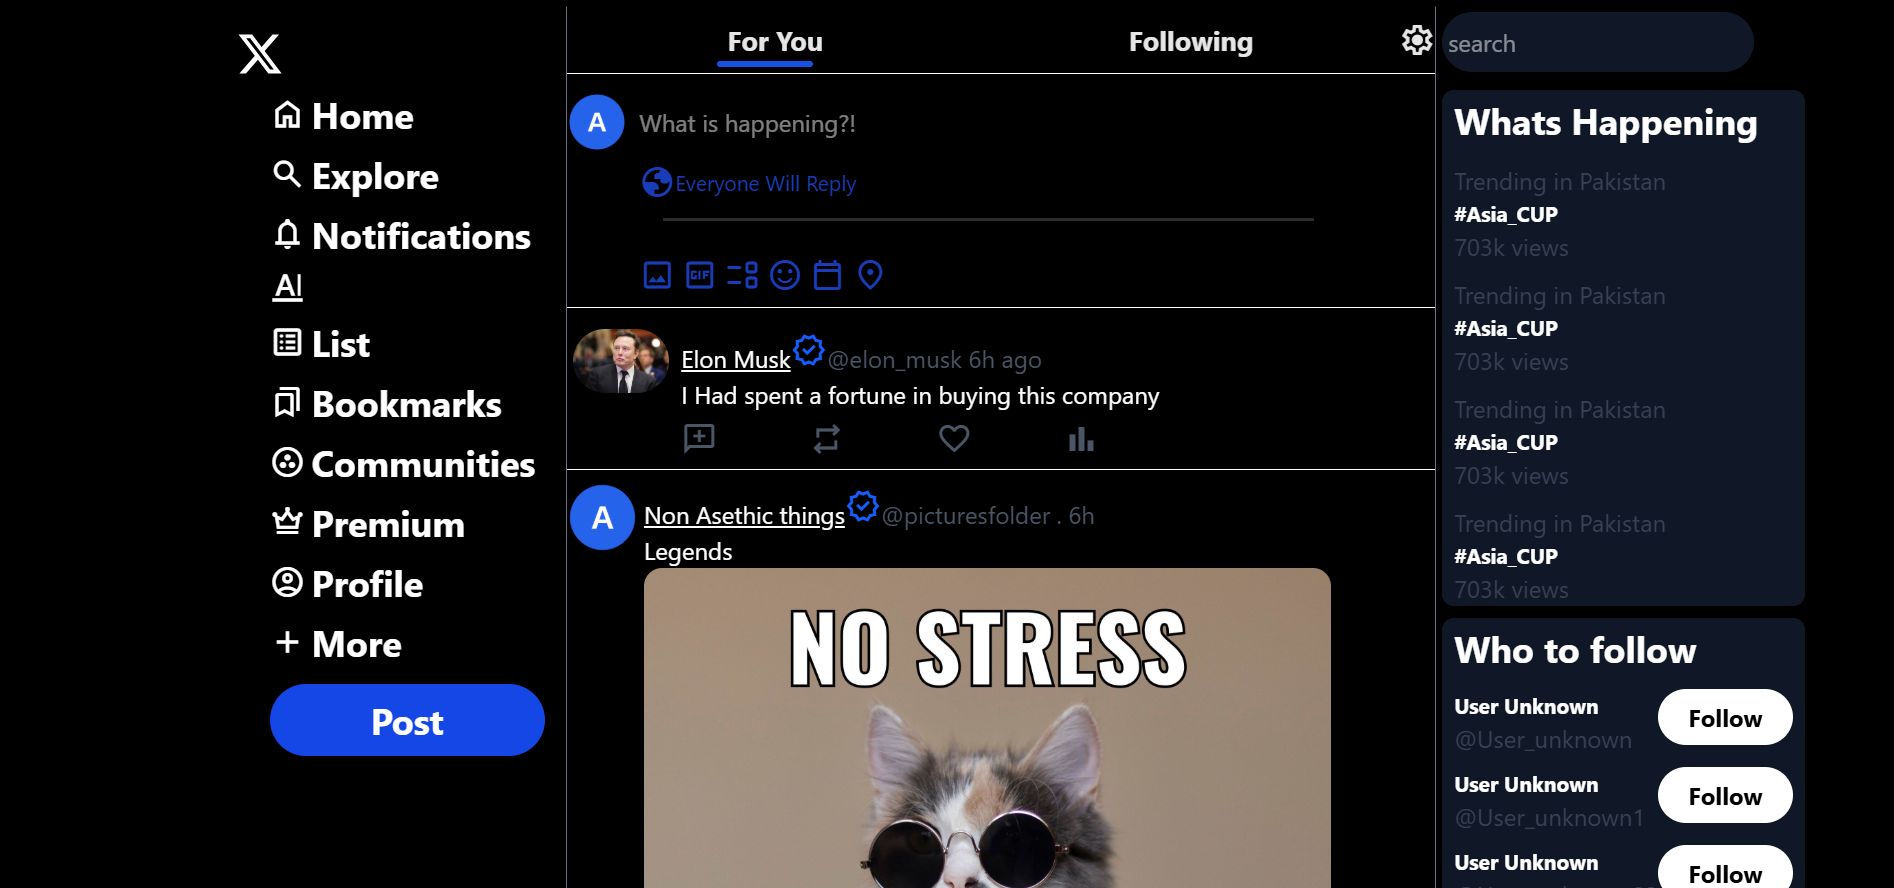 Home
Explore
Notifications
AI
List
Bookmarks
Communities
Premium
Profile
More
Post
For You
Following
A
What is happening?!
Everyone Will Reply
GIF
Elon Musk @elon_musk 6h ago
I Had spent a fortune in buying this company
A
Non Asethic things @picturesfolder . 6h
Legends
NO STRESS
search
Whats Happening
Trending in Pakistan
#Asia_CUP
703k views
Trending in Pakistan
#Asia_CUP
703k views
Trending in Pakistan
#Asia_CUP
703k views
Trending in Pakistan
#Asia_CUP
703k views
Who to follow
User Unknown
@User_unknown
Follow
User Unknown
@User_unknown1
Follow
User Unknown
Follow